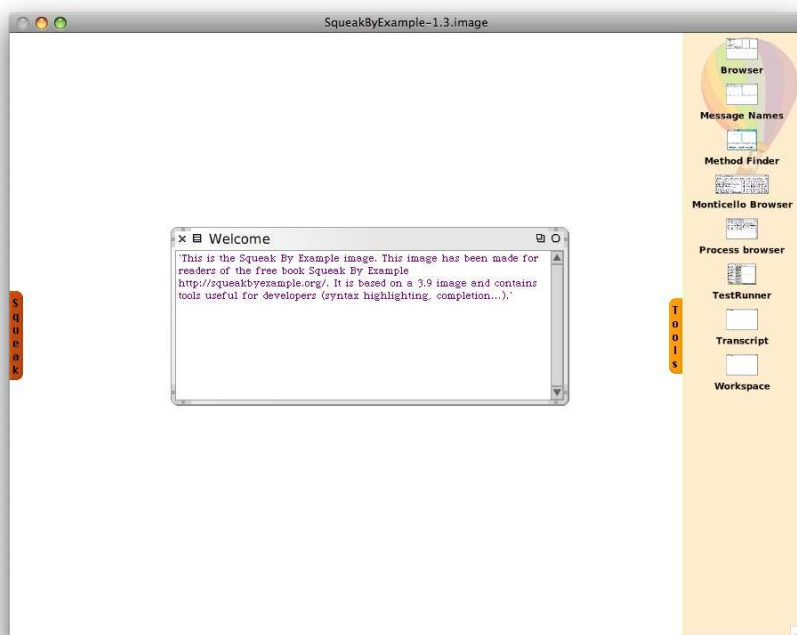 SqueakByExample-1.3.image
Welcome
'This is the Squeak By Example image. This image has been made for
readers of the free book Squeak By Example
http://squeakbyexample.org/. It is based on a 3.9 image and contains
tools useful for developers (syntax highlighting, completion...).'
Squeak
Tools
Browser
Message Names
Method Finder
Monticello Browser
Process browser
TestRunner
Transcript
Workspace